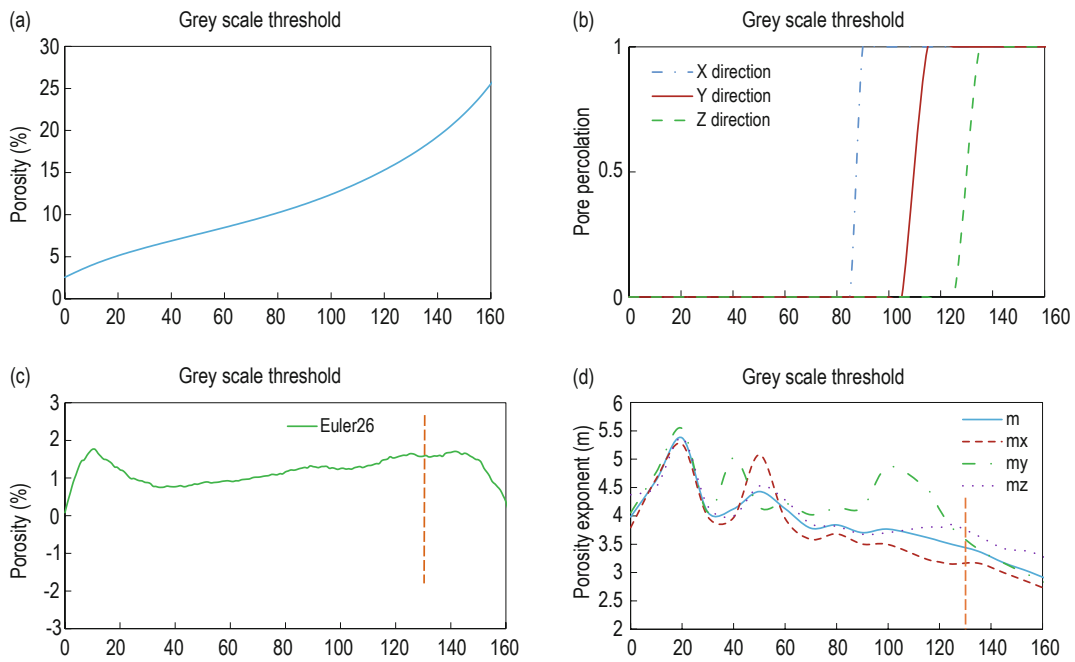 (a)
Grey scale threshold
30
25
20
15
10
5
0
Porosity (%)
0 20 40 60 80 100 120 140 160
(b)
Grey scale threshold
1
0.5
0
Pore percolation
X direction
Y direction
Z direction
0 20 40 60 80 100 120 140 160
(c)
Grey scale threshold
3
2
1
0
1
2
-3
Porosity (%)
Euler26
0 20 40 60 80 100 120 140 160
(d)
Grey scale threshold
6
5.5
5
4.5
4
3.5
3
2.5
2
Porosity exponent (m)
m
mx
my
mz
0 20 40 60 80 100 120 140 160